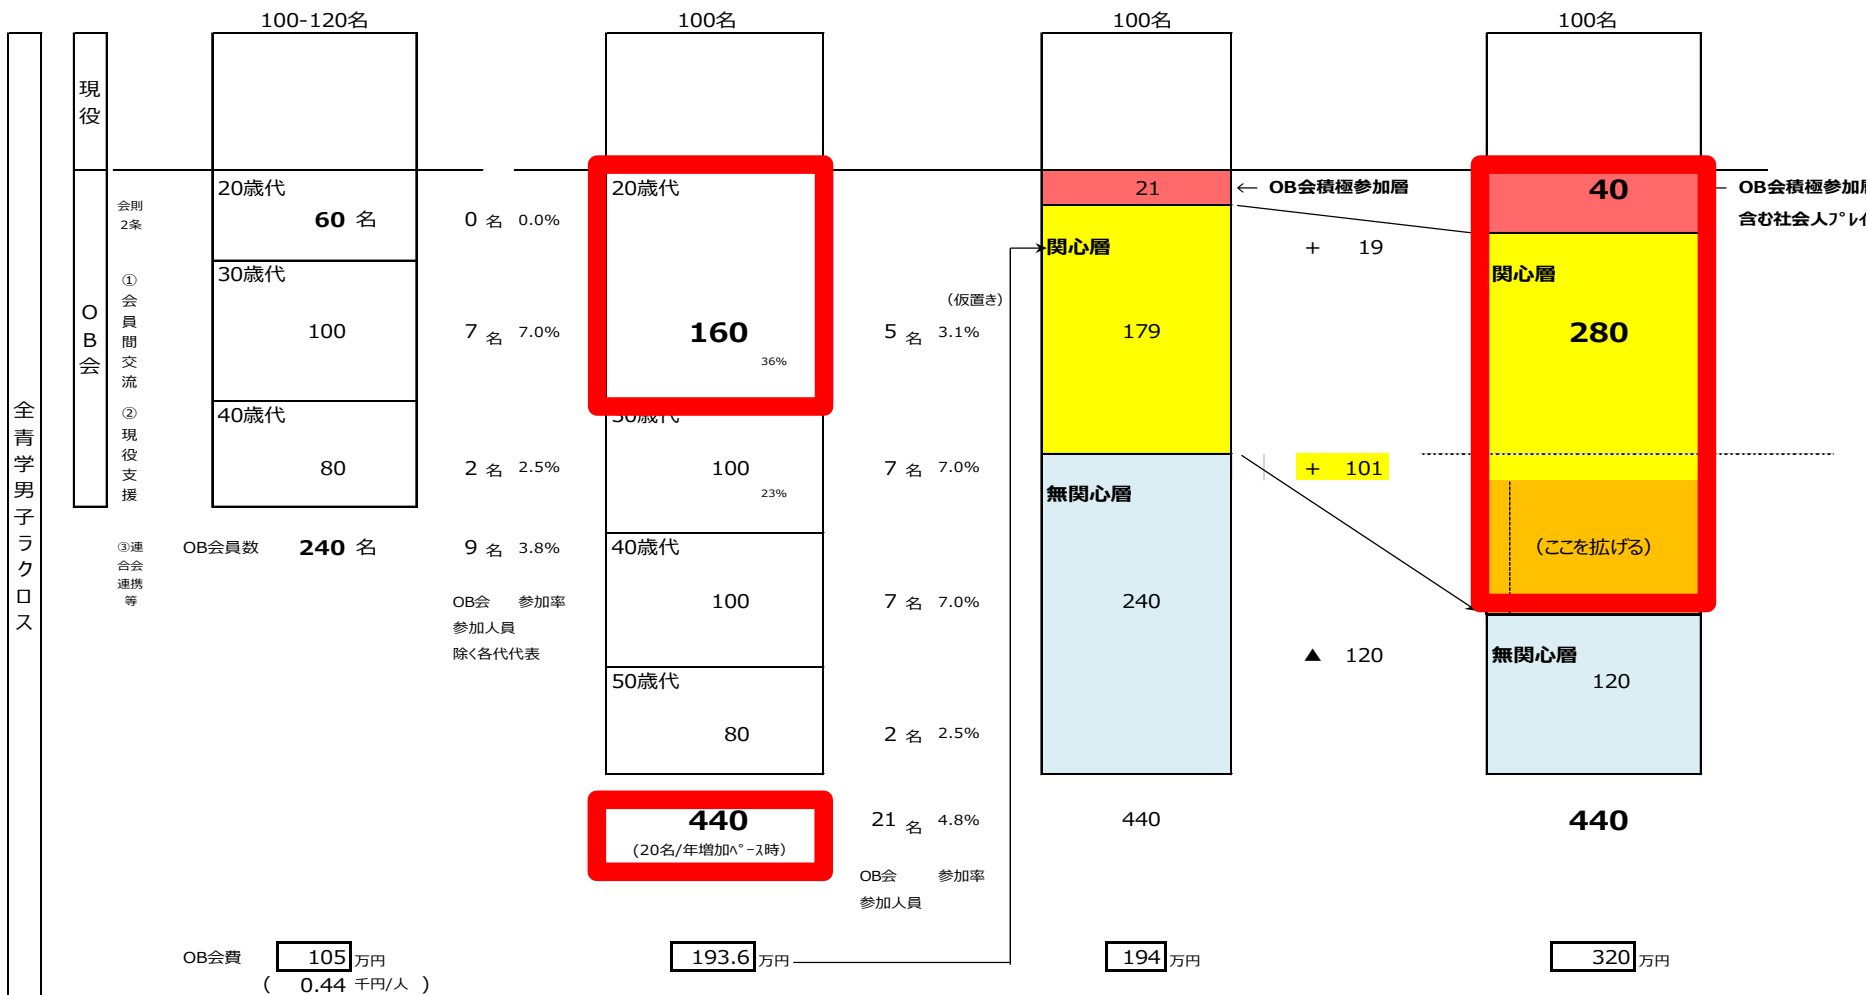 100-120名
100名
100名
100名
全青学男子ラクロス
現役
OB会
会則
2条
①会員間交流
②現役支援
③連
合会
連携
等
20歳代
60 名
0 名 0.0%
30歳代
100
7 名 7.0%
40歳代
80
2 名 2.5%
OB会員数 240 名
9 名 3.8%
OB会 参加率
参加人員
除く各代代表
20歳代
160
36%
(仮置き)
5 名 3.1%
30歳代
100
23%
7 名 7.0%
40歳代
100
7 名 7.0%
50歳代
80
2 名 2.5%
440
(20名/年増加ﾍﾟｰｽ時)
21 名 4.8%
OB会 参加率
参加人員
21
← OB会積極参加層
関心層
179
無関心層
240
440
+ 19
+ 101
▲ 120
40
OB会積極参加層
含む社会人ﾌﾟﾚｲ
関心層
280
(ここを拡げる)
無関心層
120
440
OB会費 105 万円
( 0.44 千円/人 )
193.6 万円
194 万円
320 万円